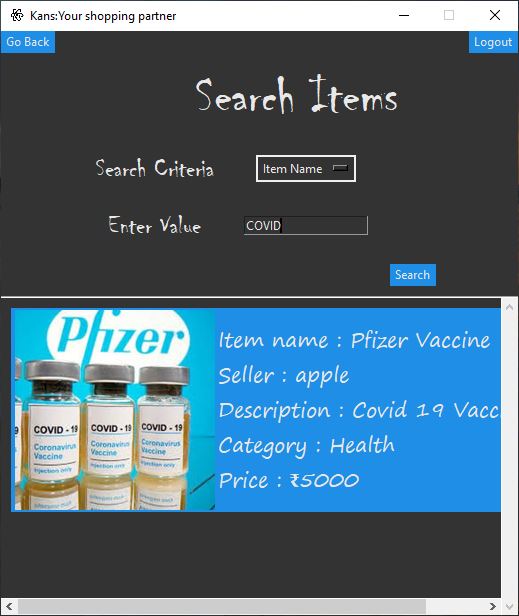 Kans:Your shopping partner
Go Back
Logout
Search Items
Search Criteria
Item Name
Enter Value
COVID
Search
Pfizer
COVID - 19
Coronavirus
Vaccine
Injection only
COVID - 19
Coronavirus
Vaccine
Injection only
COVID - 19
Coronavirus
Vaccine
Injection only
Item name : Pfizer Vaccine
Seller : apple
Description : Covid 19 Vacc
Category : Health
Price : ₹5000